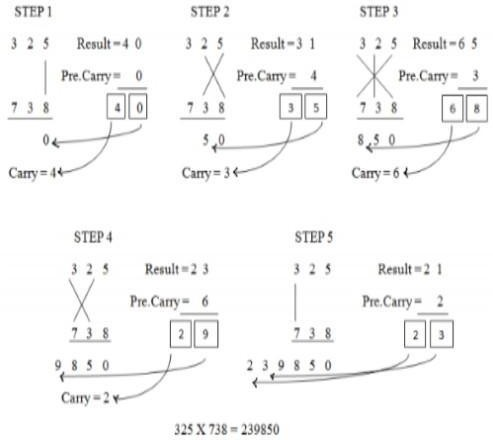 STEP 1
3 2 5 Result = 4 0
Pre.Carry = 0
7 3 8 4 0
0
Carry = 4
STEP 2
3 2 5 Result = 3 1
Pre.Carry = 4
7 3 8 3 5
5 0
Carry = 3
STEP 3
3 2 5 Result = 6 5
Pre.Carry = 3
7 3 8 6 8
8 5 0
Carry = 6
STEP 4
3 2 5 Result = 2 3
Pre.Carry = 6
7 3 8 2 9
9 8 5 0
Carry = 2
STEP 5
3 2 5 Result = 2 1
Pre.Carry = 2
7 3 8 2 3
2 3 9 8 5 0
325 X 738 = 239850